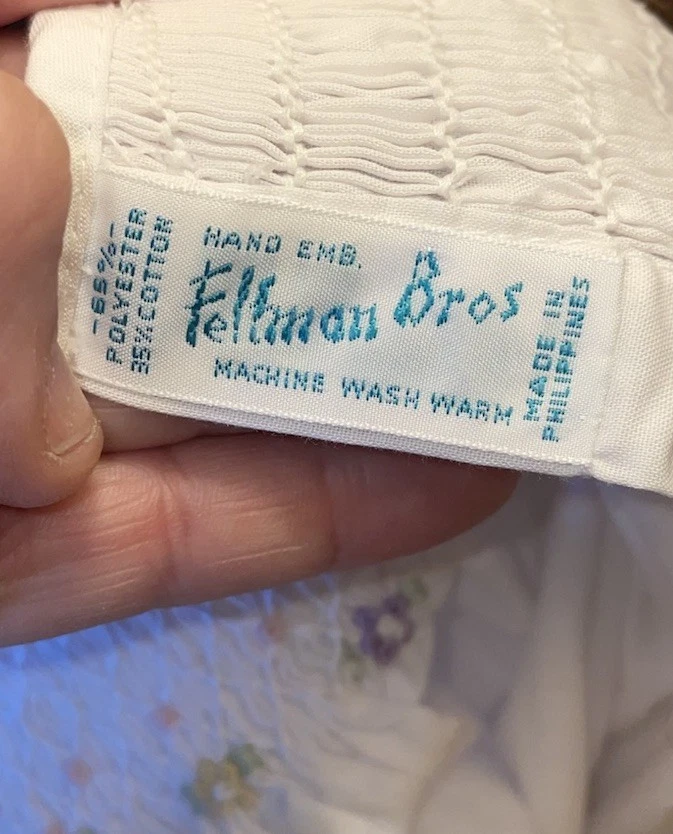 -65%-
POLYESTER
35%COTTON
HAND EMB.
Feltman Bros
MACHINE WASH WARM
MADE IN
PHILIPPINES